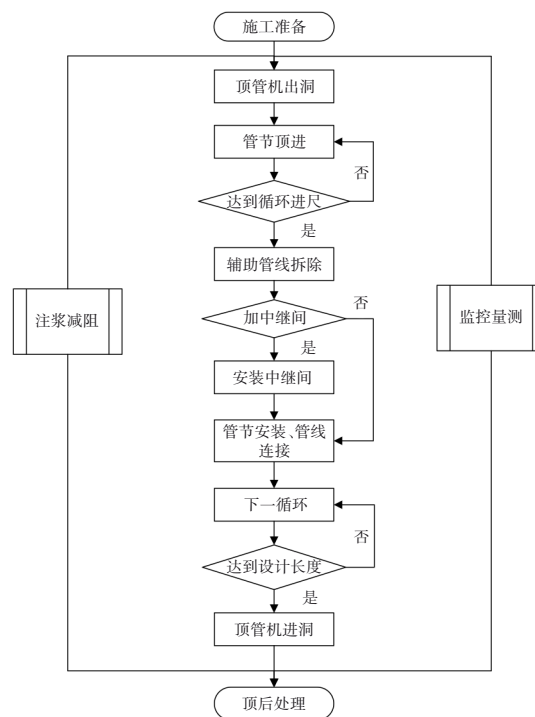 施工准备
顶管机出洞
管节顶进
否
达到循环进尺
是
辅助管线拆除
否
注浆减阻
加中继间
监控量测
是
安装中继间
管节安装、管线
连接
下一循环
否
达到设计长度
是
顶管机进洞
顶后处理